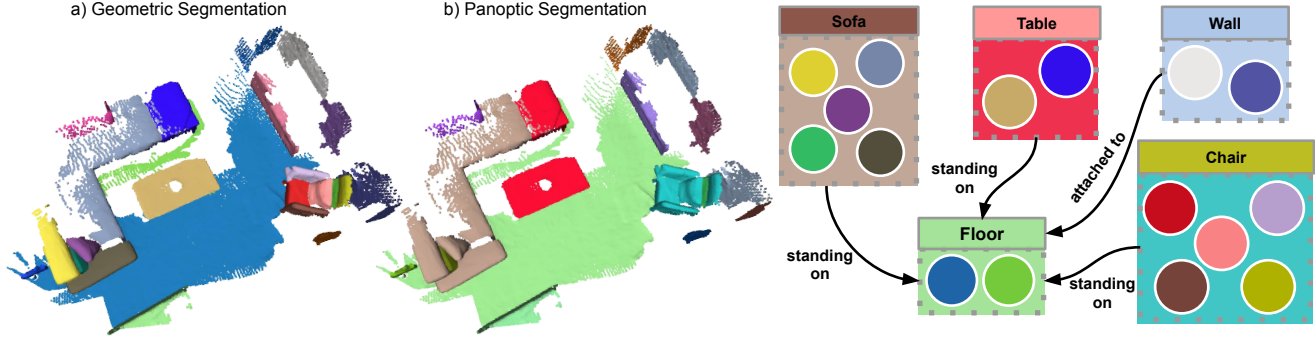 a) Geometric Segmentation
b) Panoptic Segmentation
Sofa
Table
Wall
Chair
Floor
standing
on
attached to
standing
on
standing
on